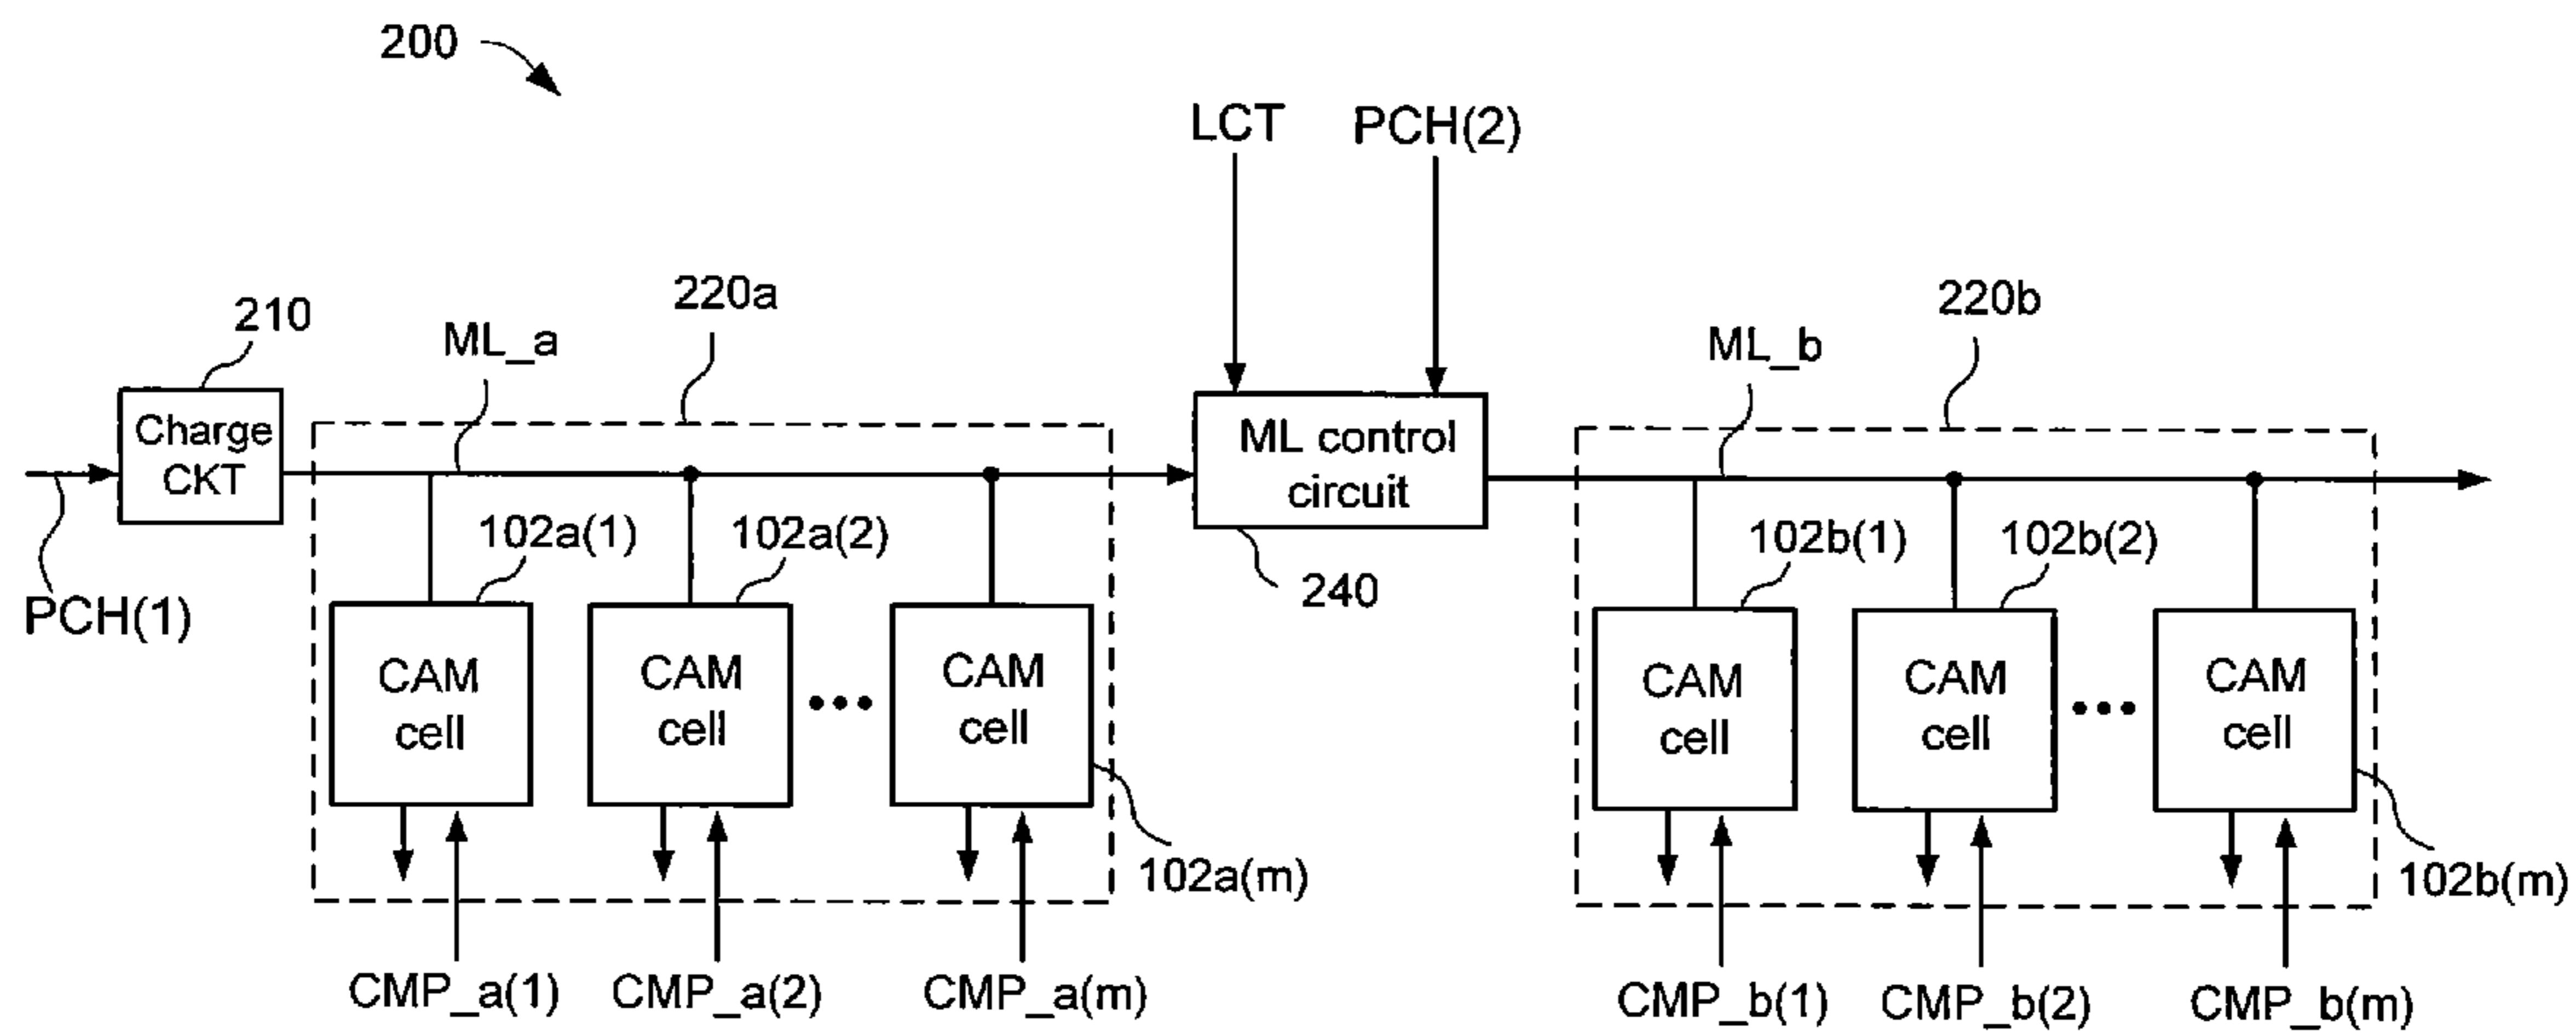 200
LCT
PCH(2)
210
ML_a
220a
ML_b
220b
Charge
CKT
ML control
circuit
PCH(1)
102a(1)
102a(2)
240
102b(1)
102b(2)
CAM
cell
CAM
cell
CAM
cell
CAM
cell
CAM
cell
CAM
cell
102a(m)
102b(m)
CMP_a(1)
CMP_a(2)
CMP_a(m)
CMP_b(1)
CMP_b(2)
CMP_b(m)